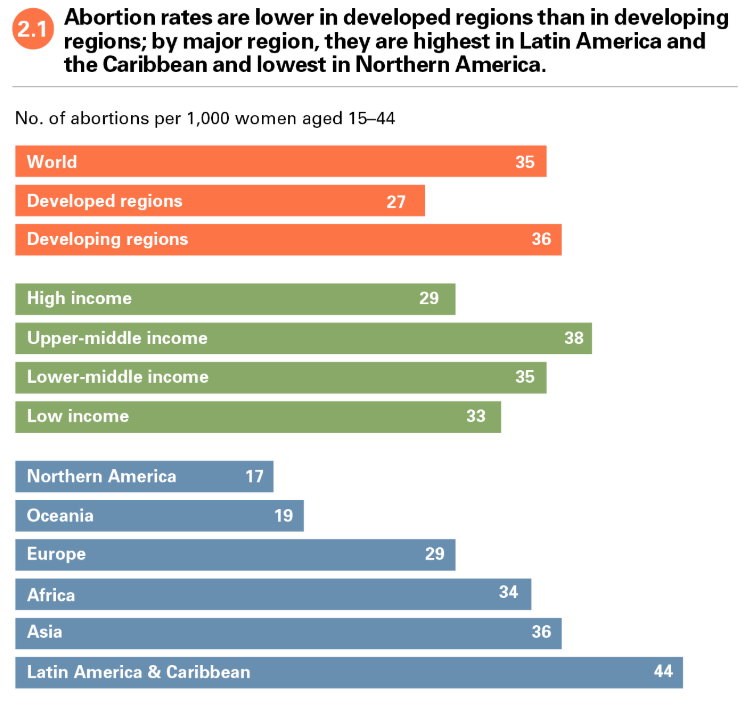 2.1
Abortion rates are lower in developed regions than in developing
regions; by major region, they are highest in Latin America and
the Caribbean and lowest in Northern America.
No. of abortions per 1,000 women aged 15–44
World 35
Developed regions 27
Developing regions 36
High income 29
Upper-middle income 38
Lower-middle income 35
Low income 33
Northern America 17
Oceania 19
Europe 29
Africa 34
Asia 36
Latin America & Caribbean 44